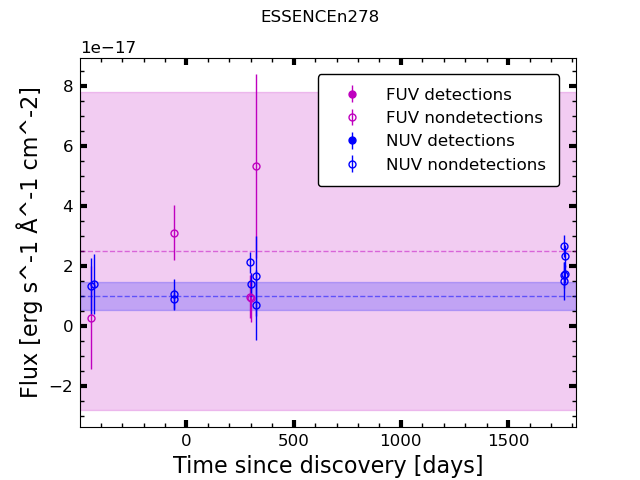 ESSENCEn278
1e−17
8
6
4
2
0
−2
Flux [erg s^-1 Å^-1 cm^-2]
FUV detections
FUV nondetections
NUV detections
NUV nondetections
0 500 1000 1500
Time since discovery [days]